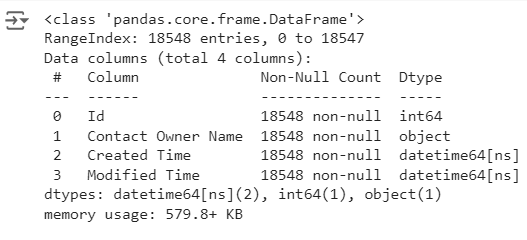 <class 'pandas.core.frame.DataFrame'>
RangeIndex: 18548 entries, 0 to 18547
Data columns (total 4 columns):
 #   Column              Non-Null Count  Dtype
---  ------              --------------  -----
 0   Id                  18548 non-null  int64
 1   Contact Owner Name  18548 non-null  object
 2   Created Time        18548 non-null  datetime64[ns]
 3   Modified Time       18548 non-null  datetime64[ns]
dtypes: datetime64[ns](2), int64(1), object(1)
memory usage: 579.8+ KB